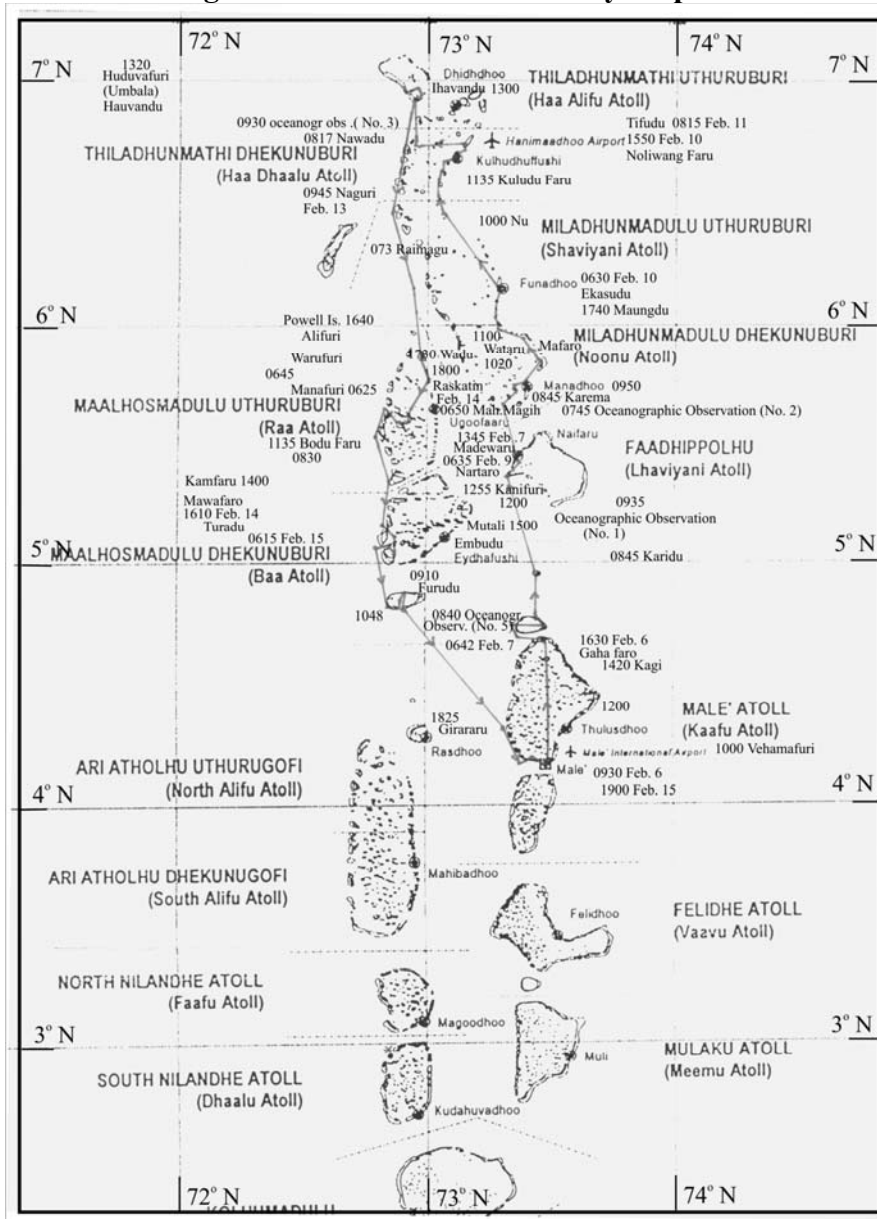 72° N 73° N 74° N
7° N 7° N
1320
Huduvafuri
(Umbala)
Hauvandu
Dhidhdhoo
Ihavandu 1300
THILADHUNMATHI UTHURUBURI
(Haa Alifu Atoll)
0930 oceanogr obs .( No. 3)
0817 Nawadu
Tifudu 0815 Feb. 11
Hanimaadhoo Airport
1550 Feb. 10
Noliwang Faru
THILADHUNMATHI DHEKUNUBURI
(Haa Dhaalu Atoll)
Kulhudhuffushi
1135 Kuludu Faru
0945 Naguri
Feb. 13
1000 Nu
MILADHUNMADULU UTHURUBURI
(Shaviyani Atoll)
073 Raimagu
Funadhoo
0630 Feb. 10
Ekasudu
1740 Maungdu
6° N 6° N
Powell Is. 1640
Alifuri
1100
Wataru
1020
Mafaro
MILADHUNMADULU DHEKUNUBURI
(Noonu Atoll)
Warufuri
1730 Wadu
1800
0645
Manafuri 0625
Raskatm
Feb. 14
Manadhoo 0950
0845 Karema
MAALHOSMADULU UTHURUBURI
(Raa Atoll)
0650 Mah Magih
0745 Oceanographic Observation (No. 2)
Ugoofaaru
1345 Feb. 7
Naifaru
1135 Bodu Faru
0830
Madewaru
0635 Feb. 9
Nartaro
FAADHIPPOLHU
(Lhaviyani Atoll)
Kamfaru 1400
1255 Kanifuri
1200
Mawafaro
1610 Feb. 14
Turadu
0935
Oceanographic Observation
(No. 1)
Mutali 1500
0615 Feb. 15
Embudu
Eydhafushi
0845 Karidu
5° N 5° N
MAALHOSMADULU DHEKUNUBURI
(Baa Atoll)
0910
Furudu
1048
0840 Oceanogr
Observ. (No. 5)
0642 Feb. 7
1630 Feb. 6
Gaha faro
1420 Kagi
1200
MALE' ATOLL
(Kaafu Atoll)
1825
Girararu
Rasdhoo
Thulusdhoo
Male' International Airport 1000 Vehamafuri
ARI ATHOLHU UTHURUGOFI
(North Alifu Atoll)
Male'
0930 Feb. 6
1900 Feb. 15
4° N 4° N
Mahibadhoo
ARI ATHOLHU DHEKUNUGOFI
(South Alifu Atoll)
Felidhoo
FELIDHE ATOLL
(Vaavu Atoll)
NORTH NILANDHE ATOLL
(Faafu Atoll)
Magoodhoo
3° N 3° N
Muli
MULAKU ATOLL
(Meemu Atoll)
SOUTH NILANDHE ATOLL
(Dhaalu Atoll)
Kudahuvadhoo
72° N 73° N 74° N